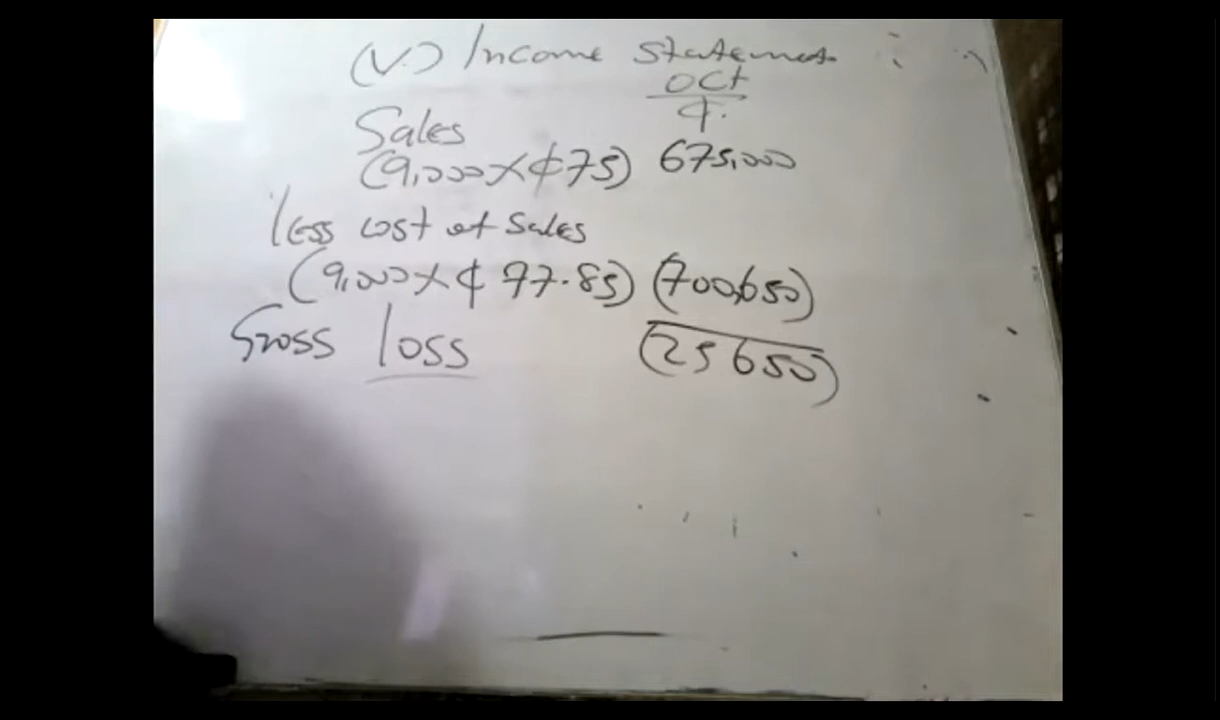 (V.) Income Statement
Oct
¢
Sales
(9,000 X ¢75) 675,000
less cost of Sales
(9,000 X ¢ 77.85) (700,650)
Gross loss (25650)